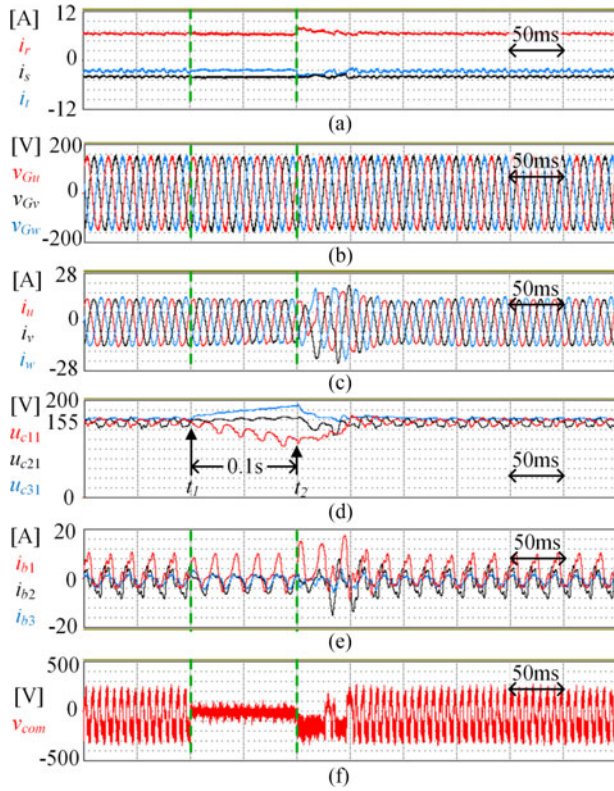 [A]
12
i_r
i_s
i_t
0
-12
50ms
(a)
[V]
200
v_Gu
v_Gv
v_Gw
0
-200
50ms
(b)
[A]
28
i_u
i_v
i_w
0
-28
50ms
(c)
[V]
200
155
u_c11
u_c21
u_c31
0
t_1
0.1s
t_2
50ms
(d)
[A]
20
i_b1
i_b2
i_b3
0
-20
50ms
(e)
500
[V]
0
v_com
-500
50ms
(f)